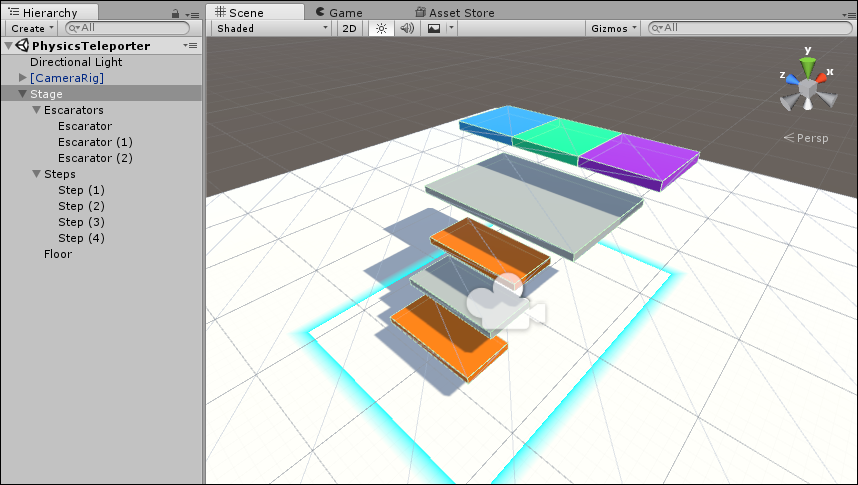 Hierarchy
Create All
PhysicsTeleporter
Directional Light
[CameraRig]
Stage
Escarators
Escarator
Escarator (1)
Escarator (2)
Steps
Step (1)
Step (2)
Step (3)
Step (4)
Floor
Scene Game Asset Store
Shaded 2D Gizmos All
y
z x
Persp